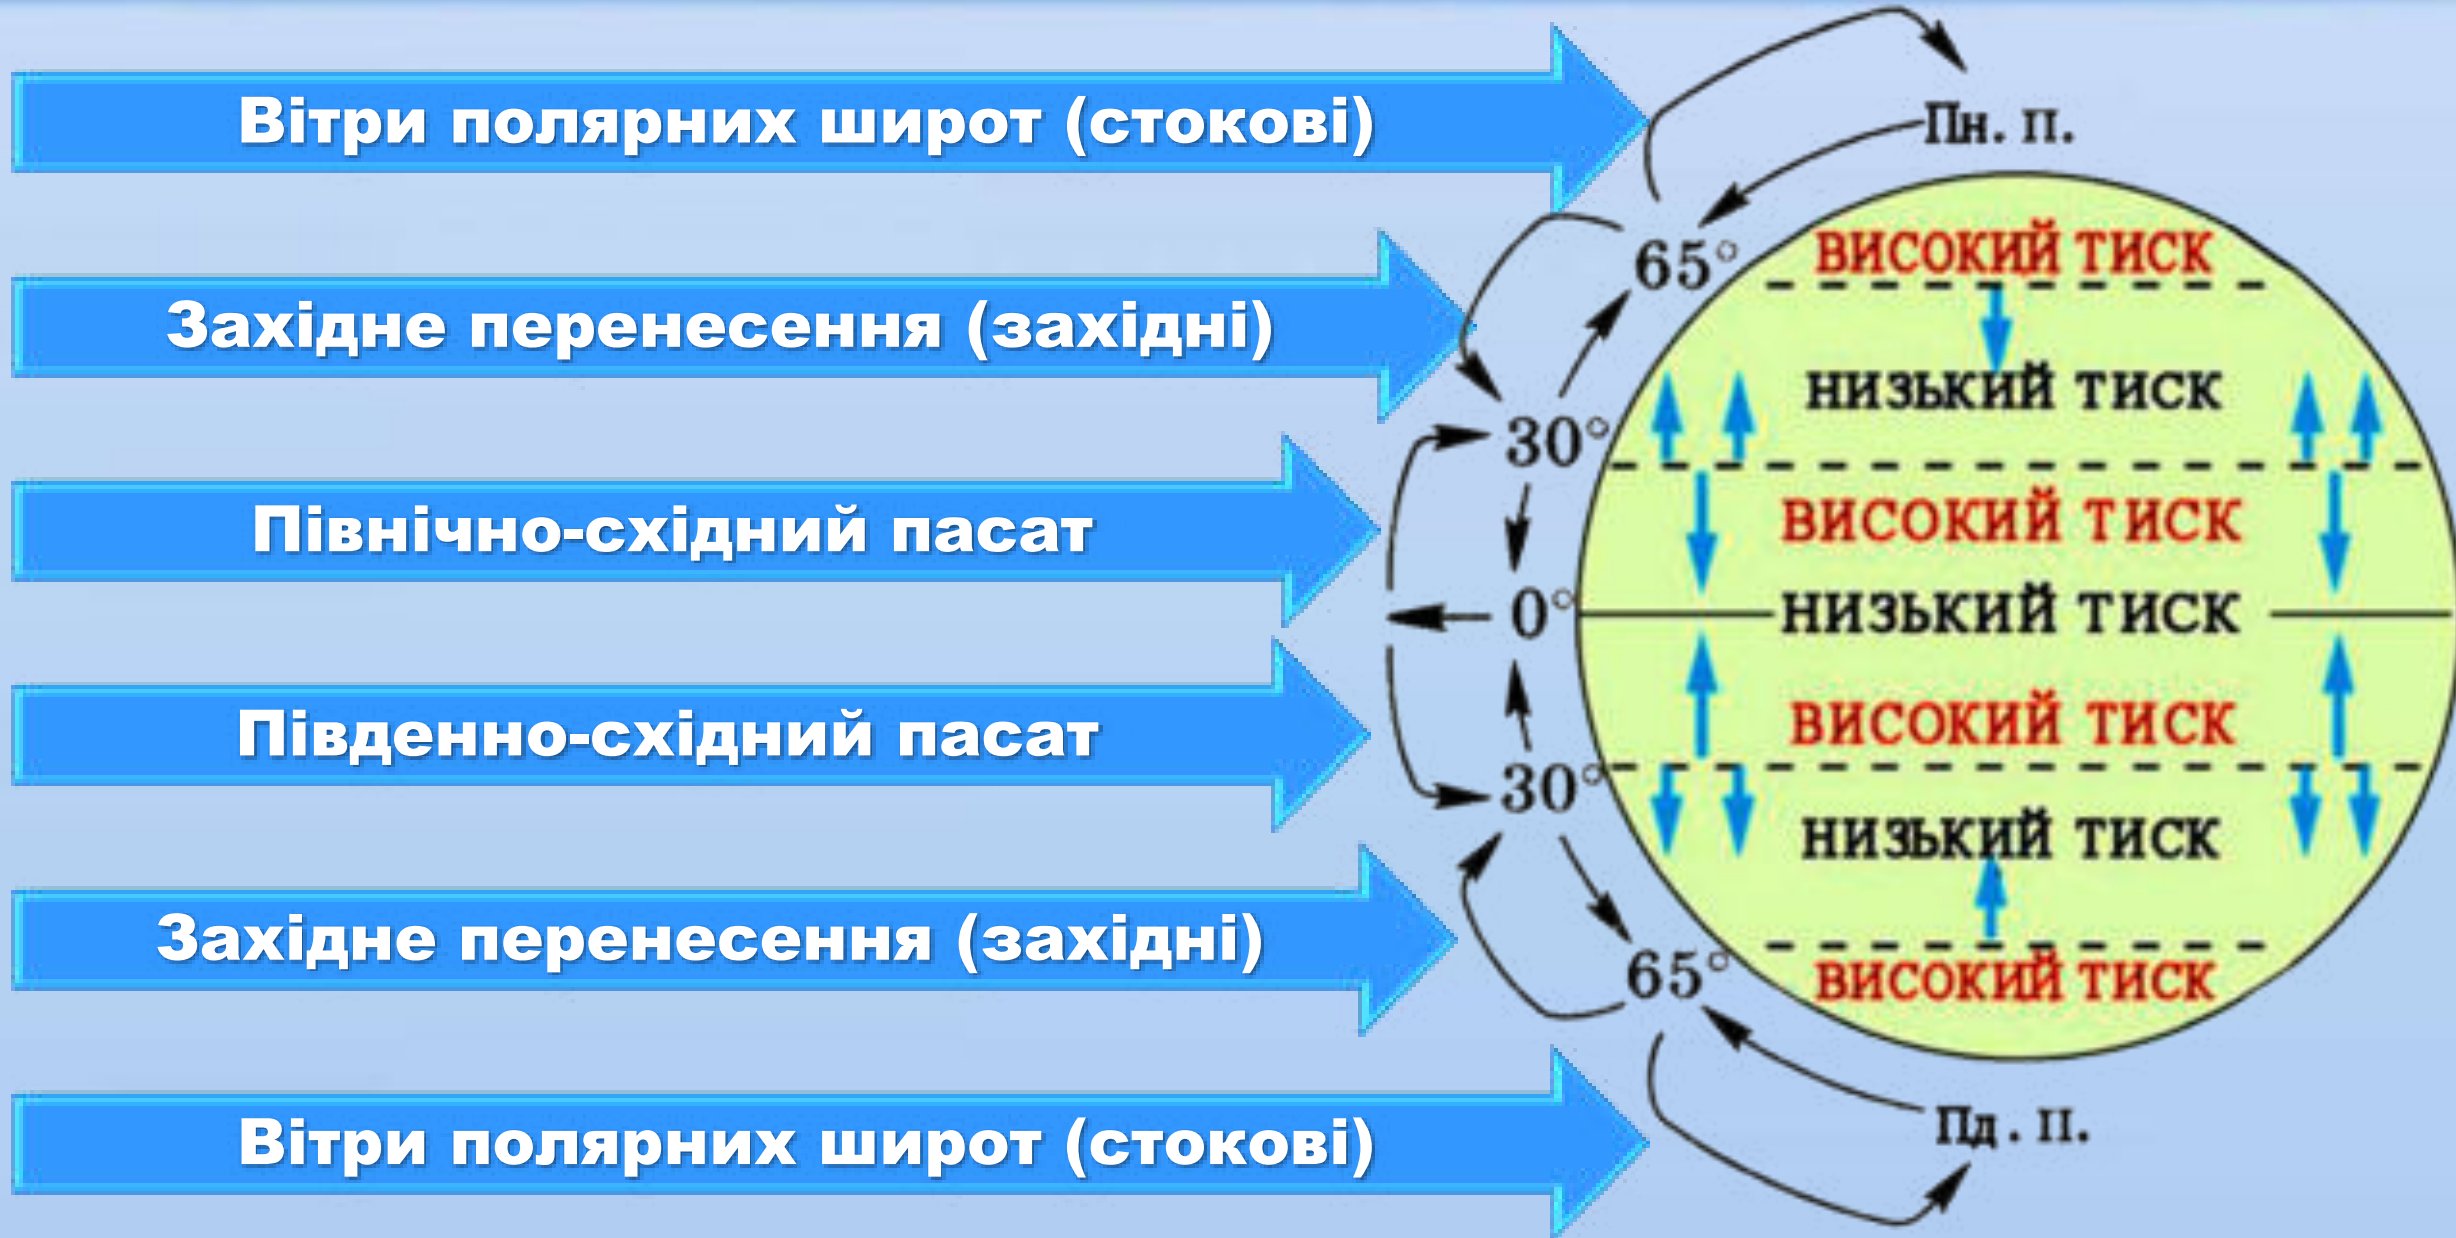 Вітри полярних широт (стокові)
Західне перенесення (західні)
Північно-східний пасат
Південно-східний пасат
Західне перенесення (західні)
Вітри полярних широт (стокові)
Пн. п.
65°
30°
0°
30°
65°
Пд. п.
ВИСОКИЙ ТИСК
НИЗЬКИЙ ТИСК
ВИСОКИЙ ТИСК
НИЗЬКИЙ ТИСК
ВИСОКИЙ ТИСК
НИЗЬКИЙ ТИСК
ВИСОКИЙ ТИСК